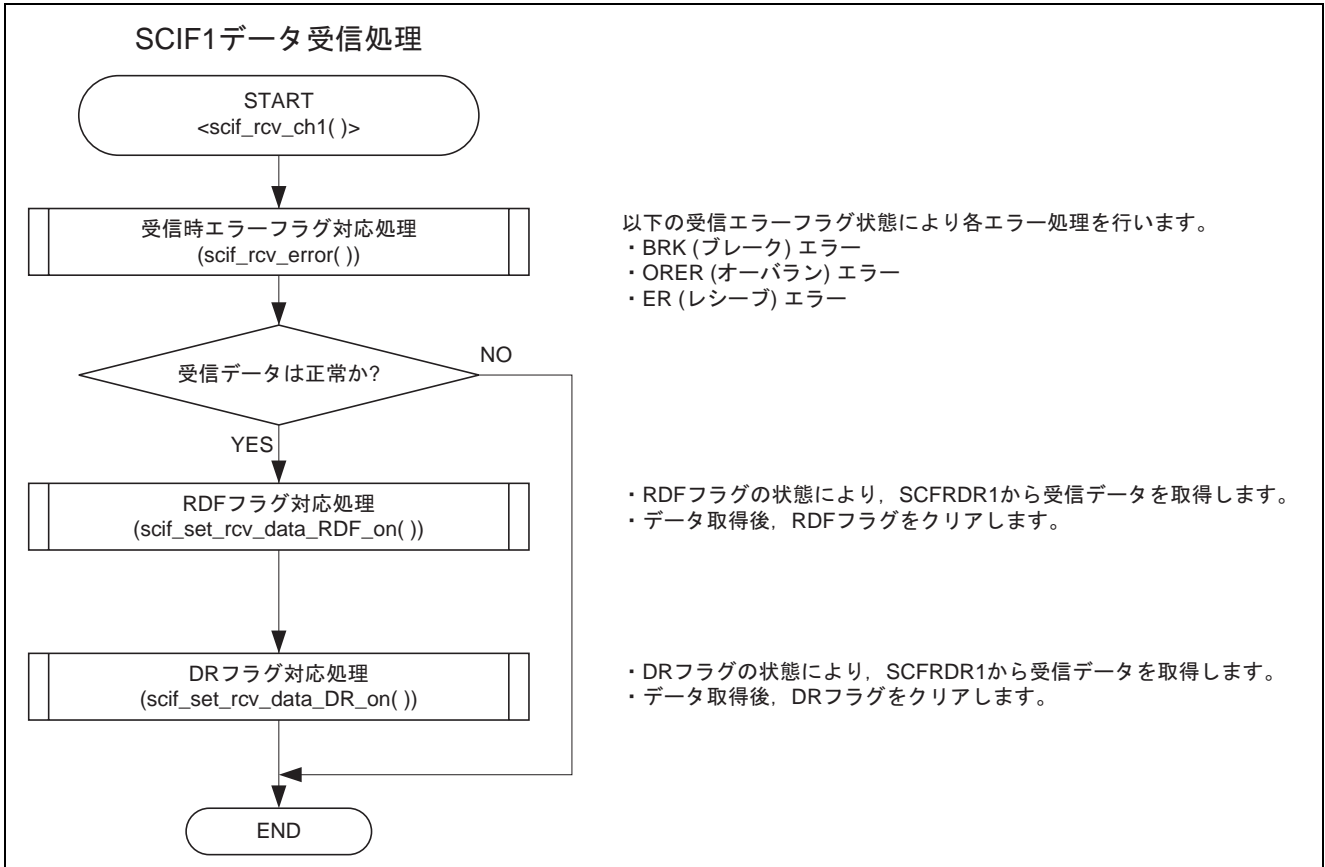 SCIF1データ受信処理
START
<scif_rcv_ch1( )>
受信時エラーフラグ対応処理
(scif_rcv_error( ))
以下の受信エラーフラグ状態により各エラー処理を行います。
・BRK (ブレーク) エラー
・ORER (オーバラン) エラー
・ER (レシーブ) エラー
受信データは正常か?
NO
YES
RDFフラグ対応処理
(scif_set_rcv_data_RDF_on( ))
・RDFフラグの状態により，SCFRDR1から受信データを取得します。
・データ取得後，RDFフラグをクリアします。
DRフラグ対応処理
(scif_set_rcv_data_DR_on( ))
・DRフラグの状態により，SCFRDR1から受信データを取得します。
・データ取得後，DRフラグをクリアします。
END